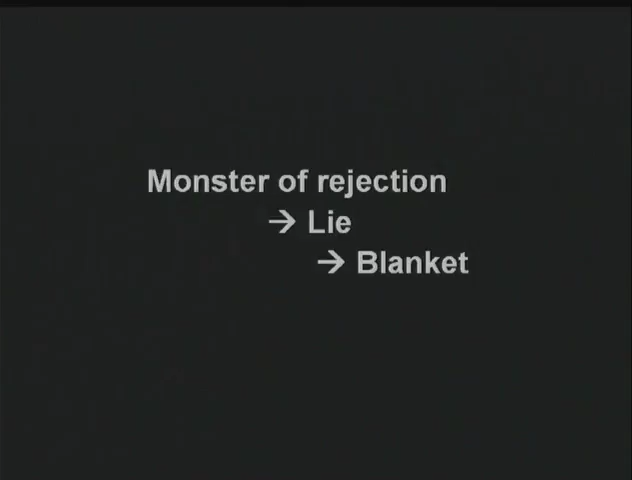 Monster of rejection
→ Lie
→ Blanket